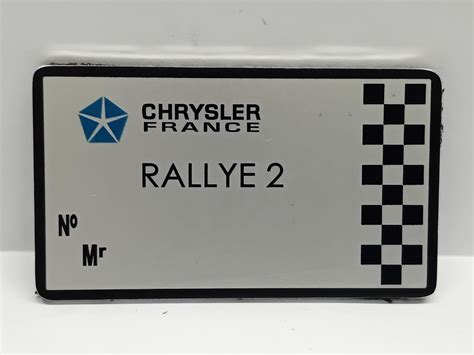 CHRYSLER
FRANCE
RALLYE 2
Nº
Mr